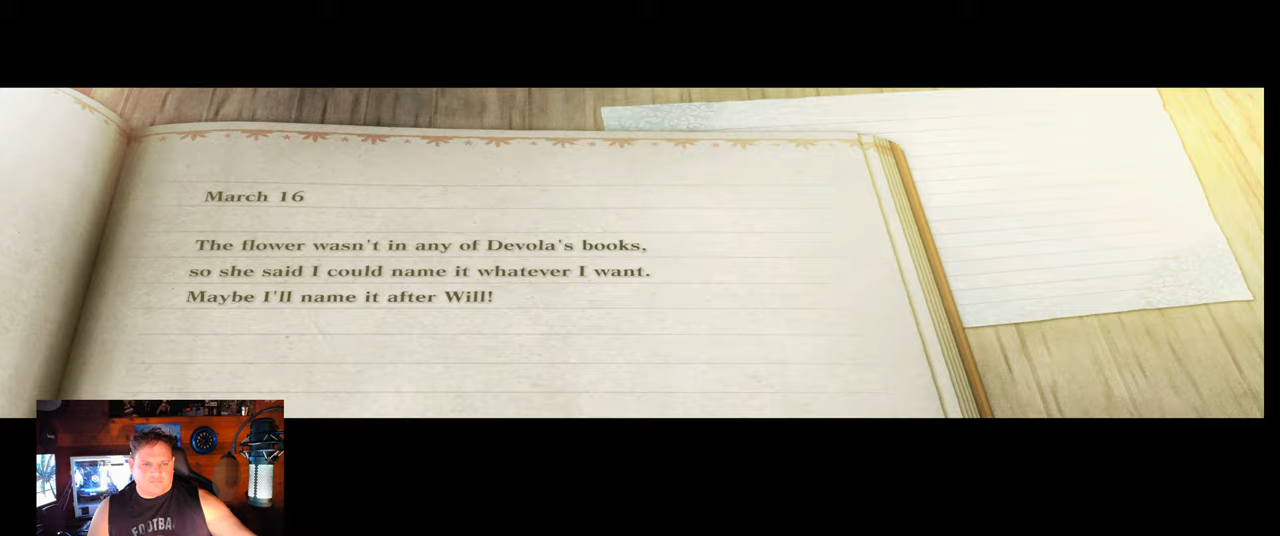 March 16
The flower wasn't in any of Devola's books,
so she said I could name it whatever I want.
Maybe I'll name it after Will!
FOOTBA